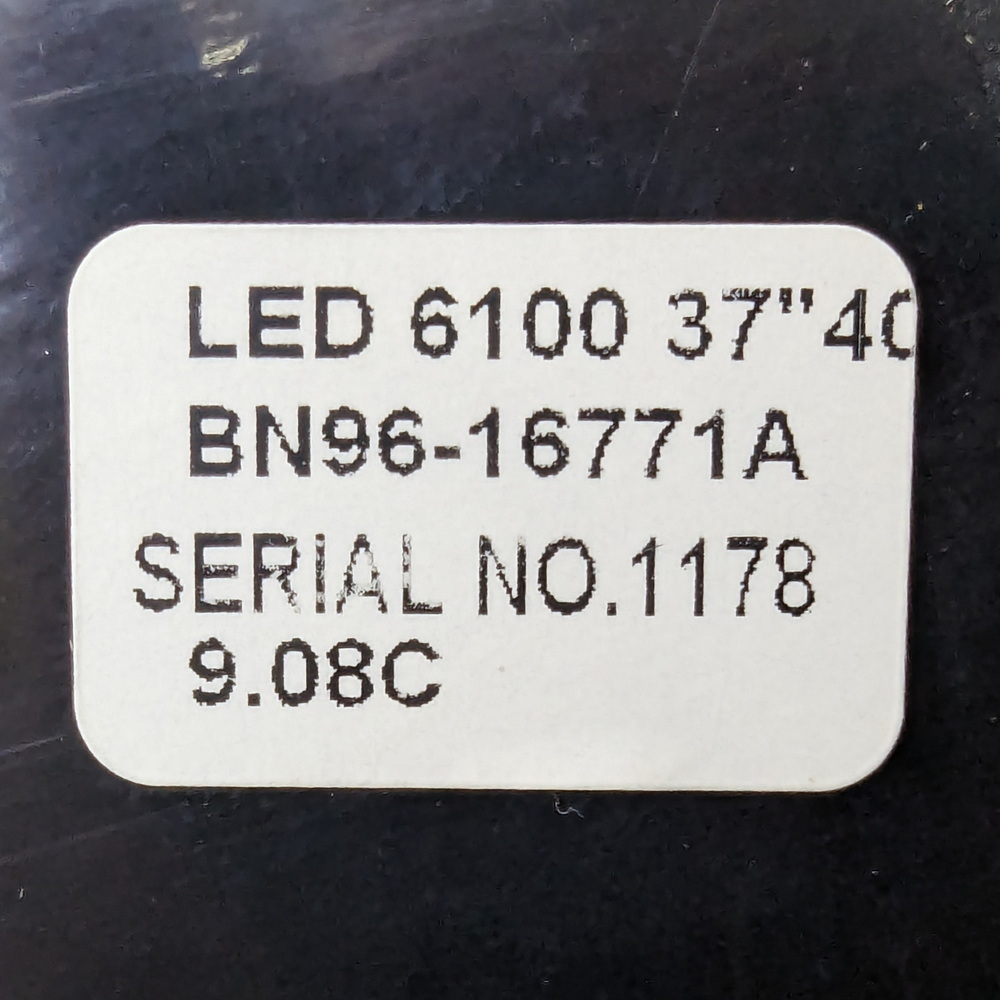 LED 6100 37"40
BN96-16771A
SERIAL NO.1178
9.08C